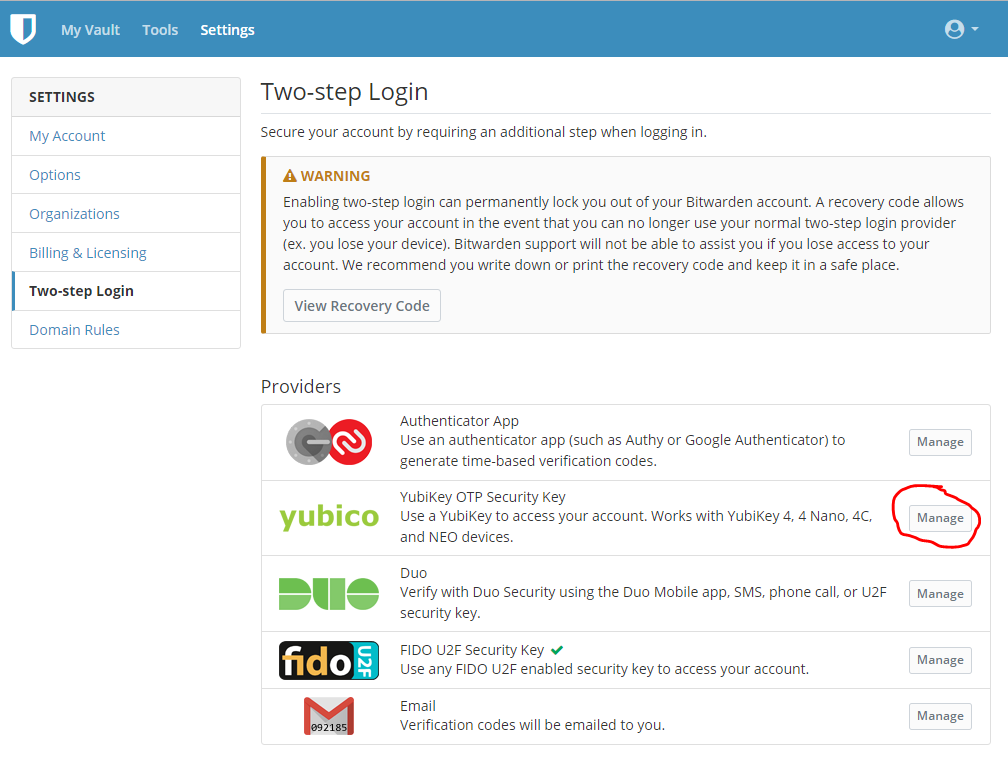 My Vault Tools Settings
SETTINGS
My Account
Options
Organizations
Billing & Licensing
Two-step Login
Domain Rules
Two-step Login
Secure your account by requiring an additional step when logging in.
WARNING
Enabling two-step login can permanently lock you out of your Bitwarden account. A recovery code allows
you to access your account in the event that you can no longer use your normal two-step login provider
(ex. you lose your device). Bitwarden support will not be able to assist you if you lose access to your
account. We recommend you write down or print the recovery code and keep it in a safe place.
View Recovery Code
Providers
Authenticator App
Use an authenticator app (such as Authy or Google Authenticator) to
generate time-based verification codes.
Manage
yubico
YubiKey OTP Security Key
Use a YubiKey to access your account. Works with YubiKey 4, 4 Nano, 4C,
and NEO devices.
Manage
DUO
Duo
Verify with Duo Security using the Duo Mobile app, SMS, phone call, or U2F
security key.
Manage
fido U2F
FIDO U2F Security Key
Use any FIDO U2F enabled security key to access your account.
Manage
092185
Email
Verification codes will be emailed to you.
Manage